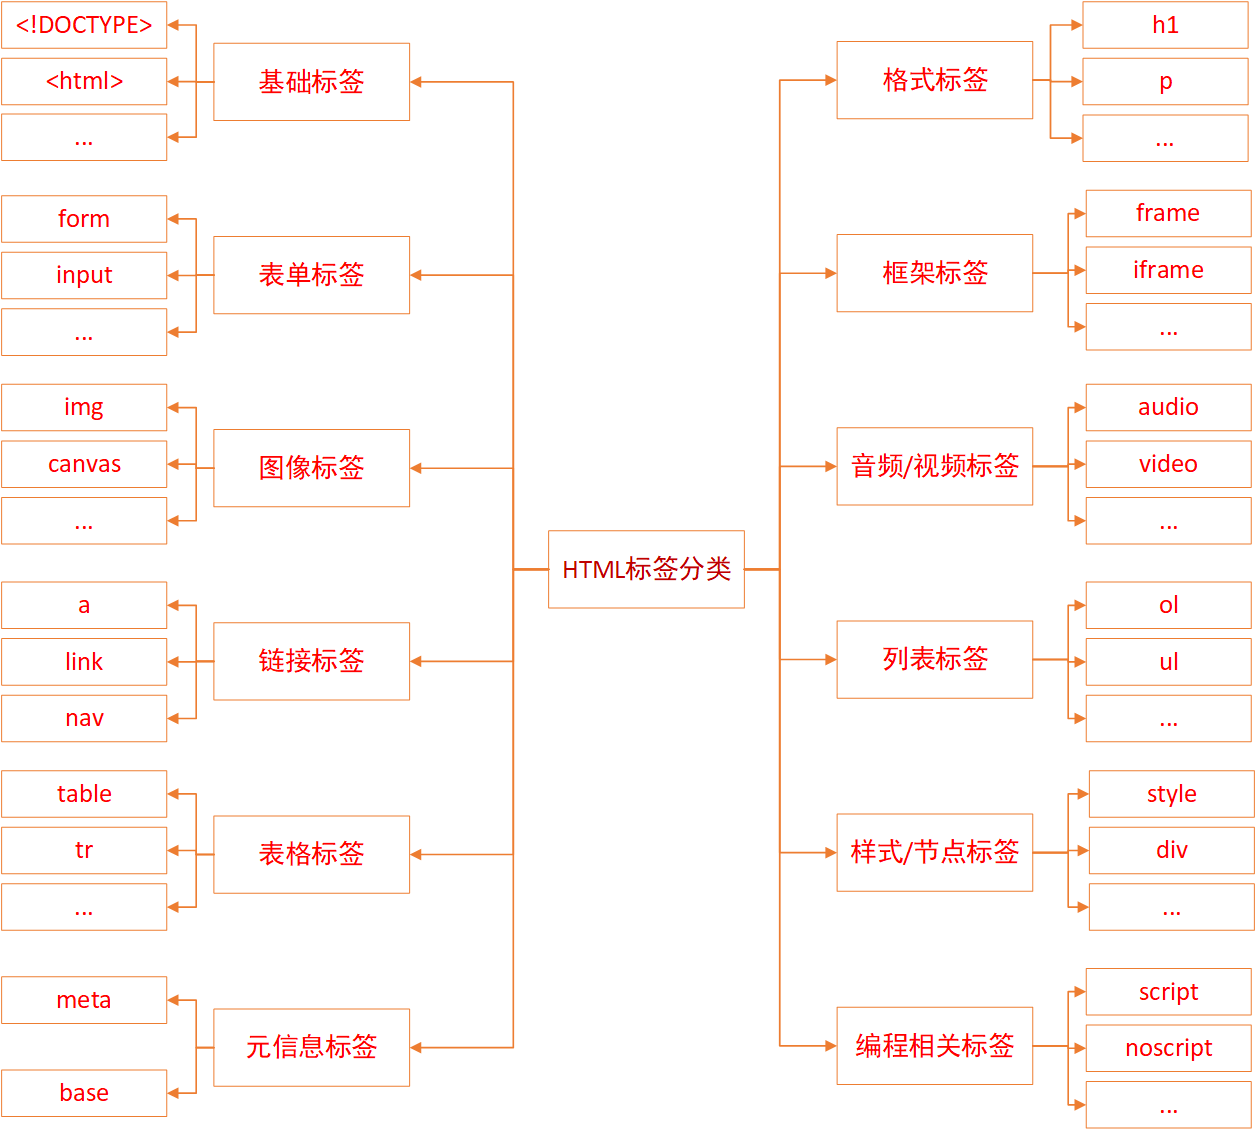 HTML标签分类
基础标签
<!DOCTYPE>
<html>
...
表单标签
form
input
...
图像标签
img
canvas
...
链接标签
a
link
nav
表格标签
table
tr
...
元信息标签
meta
base
格式标签
h1
p
...
框架标签
frame
iframe
...
音频/视频标签
audio
video
...
列表标签
ol
ul
...
样式/节点标签
style
div
...
编程相关标签
script
noscript
...